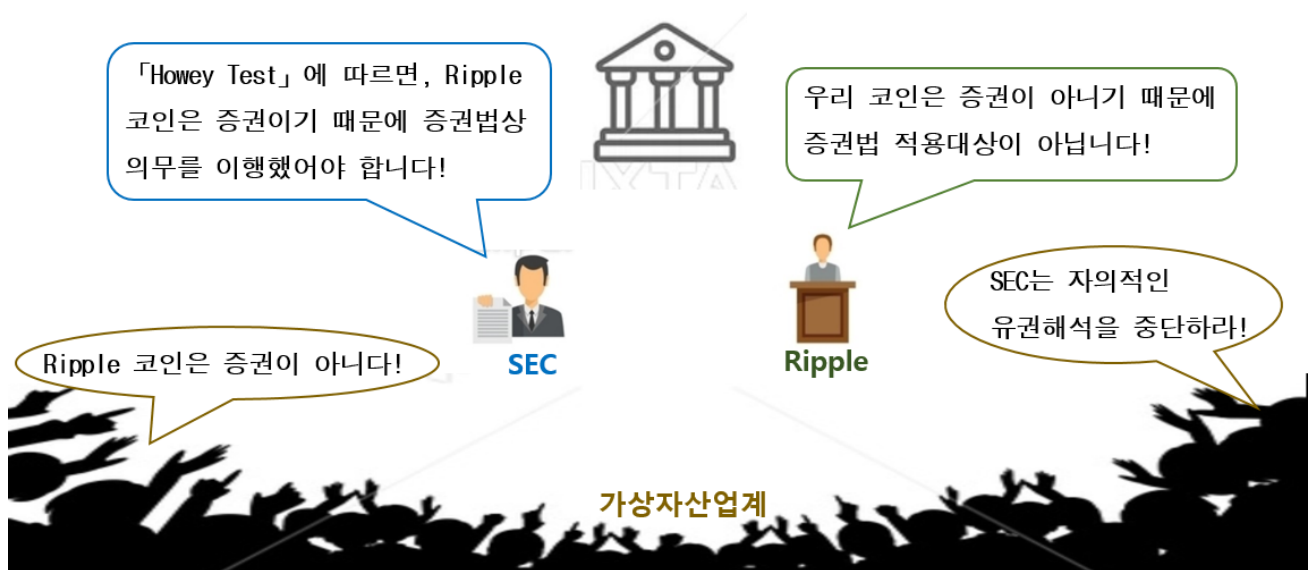 「Howey Test」에 따르면, Ripple
코인은 증권이기 때문에 증권법상
의무를 이행했어야 합니다!
우리 코인은 증권이 아니기 때문에
증권법 적용대상이 아닙니다!
SEC는 자의적인
유권해석을 중단하라!
Ripple 코인은 증권이 아니다!
SEC
Ripple
가상자산업계